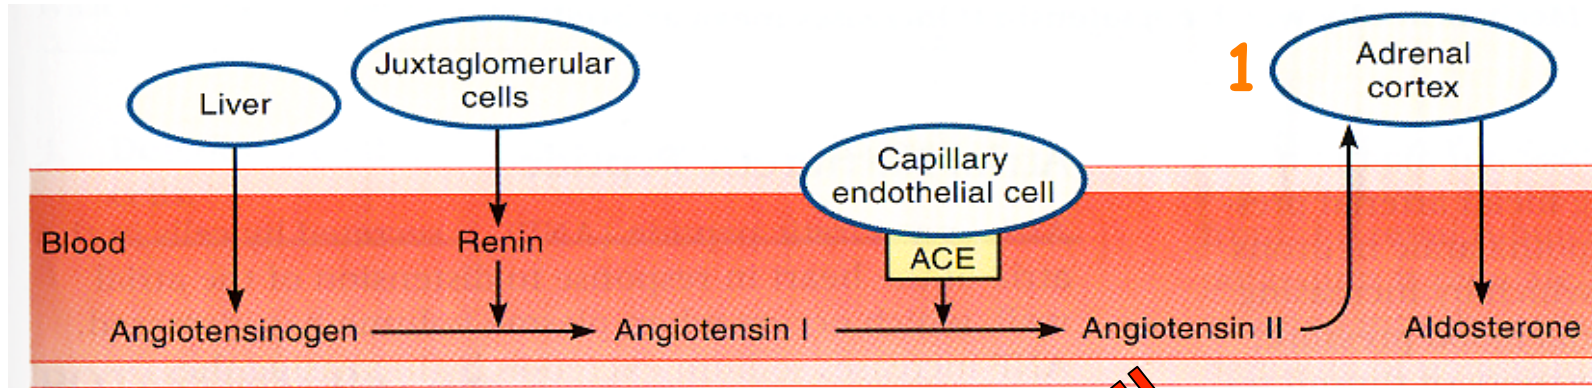 Liver
Juxtaglomerular
cells
1
Adrenal
cortex
Capillary
endothelial cell
Blood
Renin
ACE
Angiotensinogen
Angiotensin I
Angiotensin II
Aldosterone